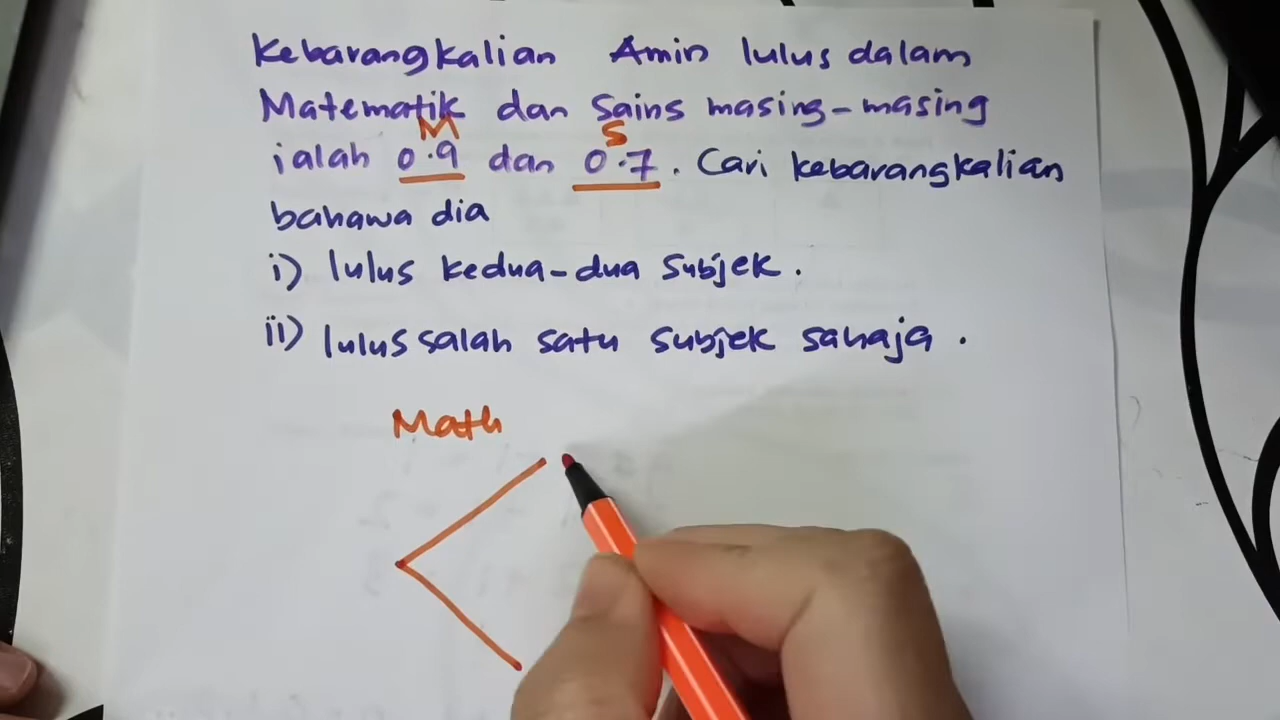 Kebarangkalian Amin lulus dalam
Matematik dan Sains masing-masing
M S
ialah 0.9 dan 0.7. Cari kebarangkalian
bahawa dia
i) lulus kedua-dua subjek.
ii) lulus salah satu subjek sahaja.
Math